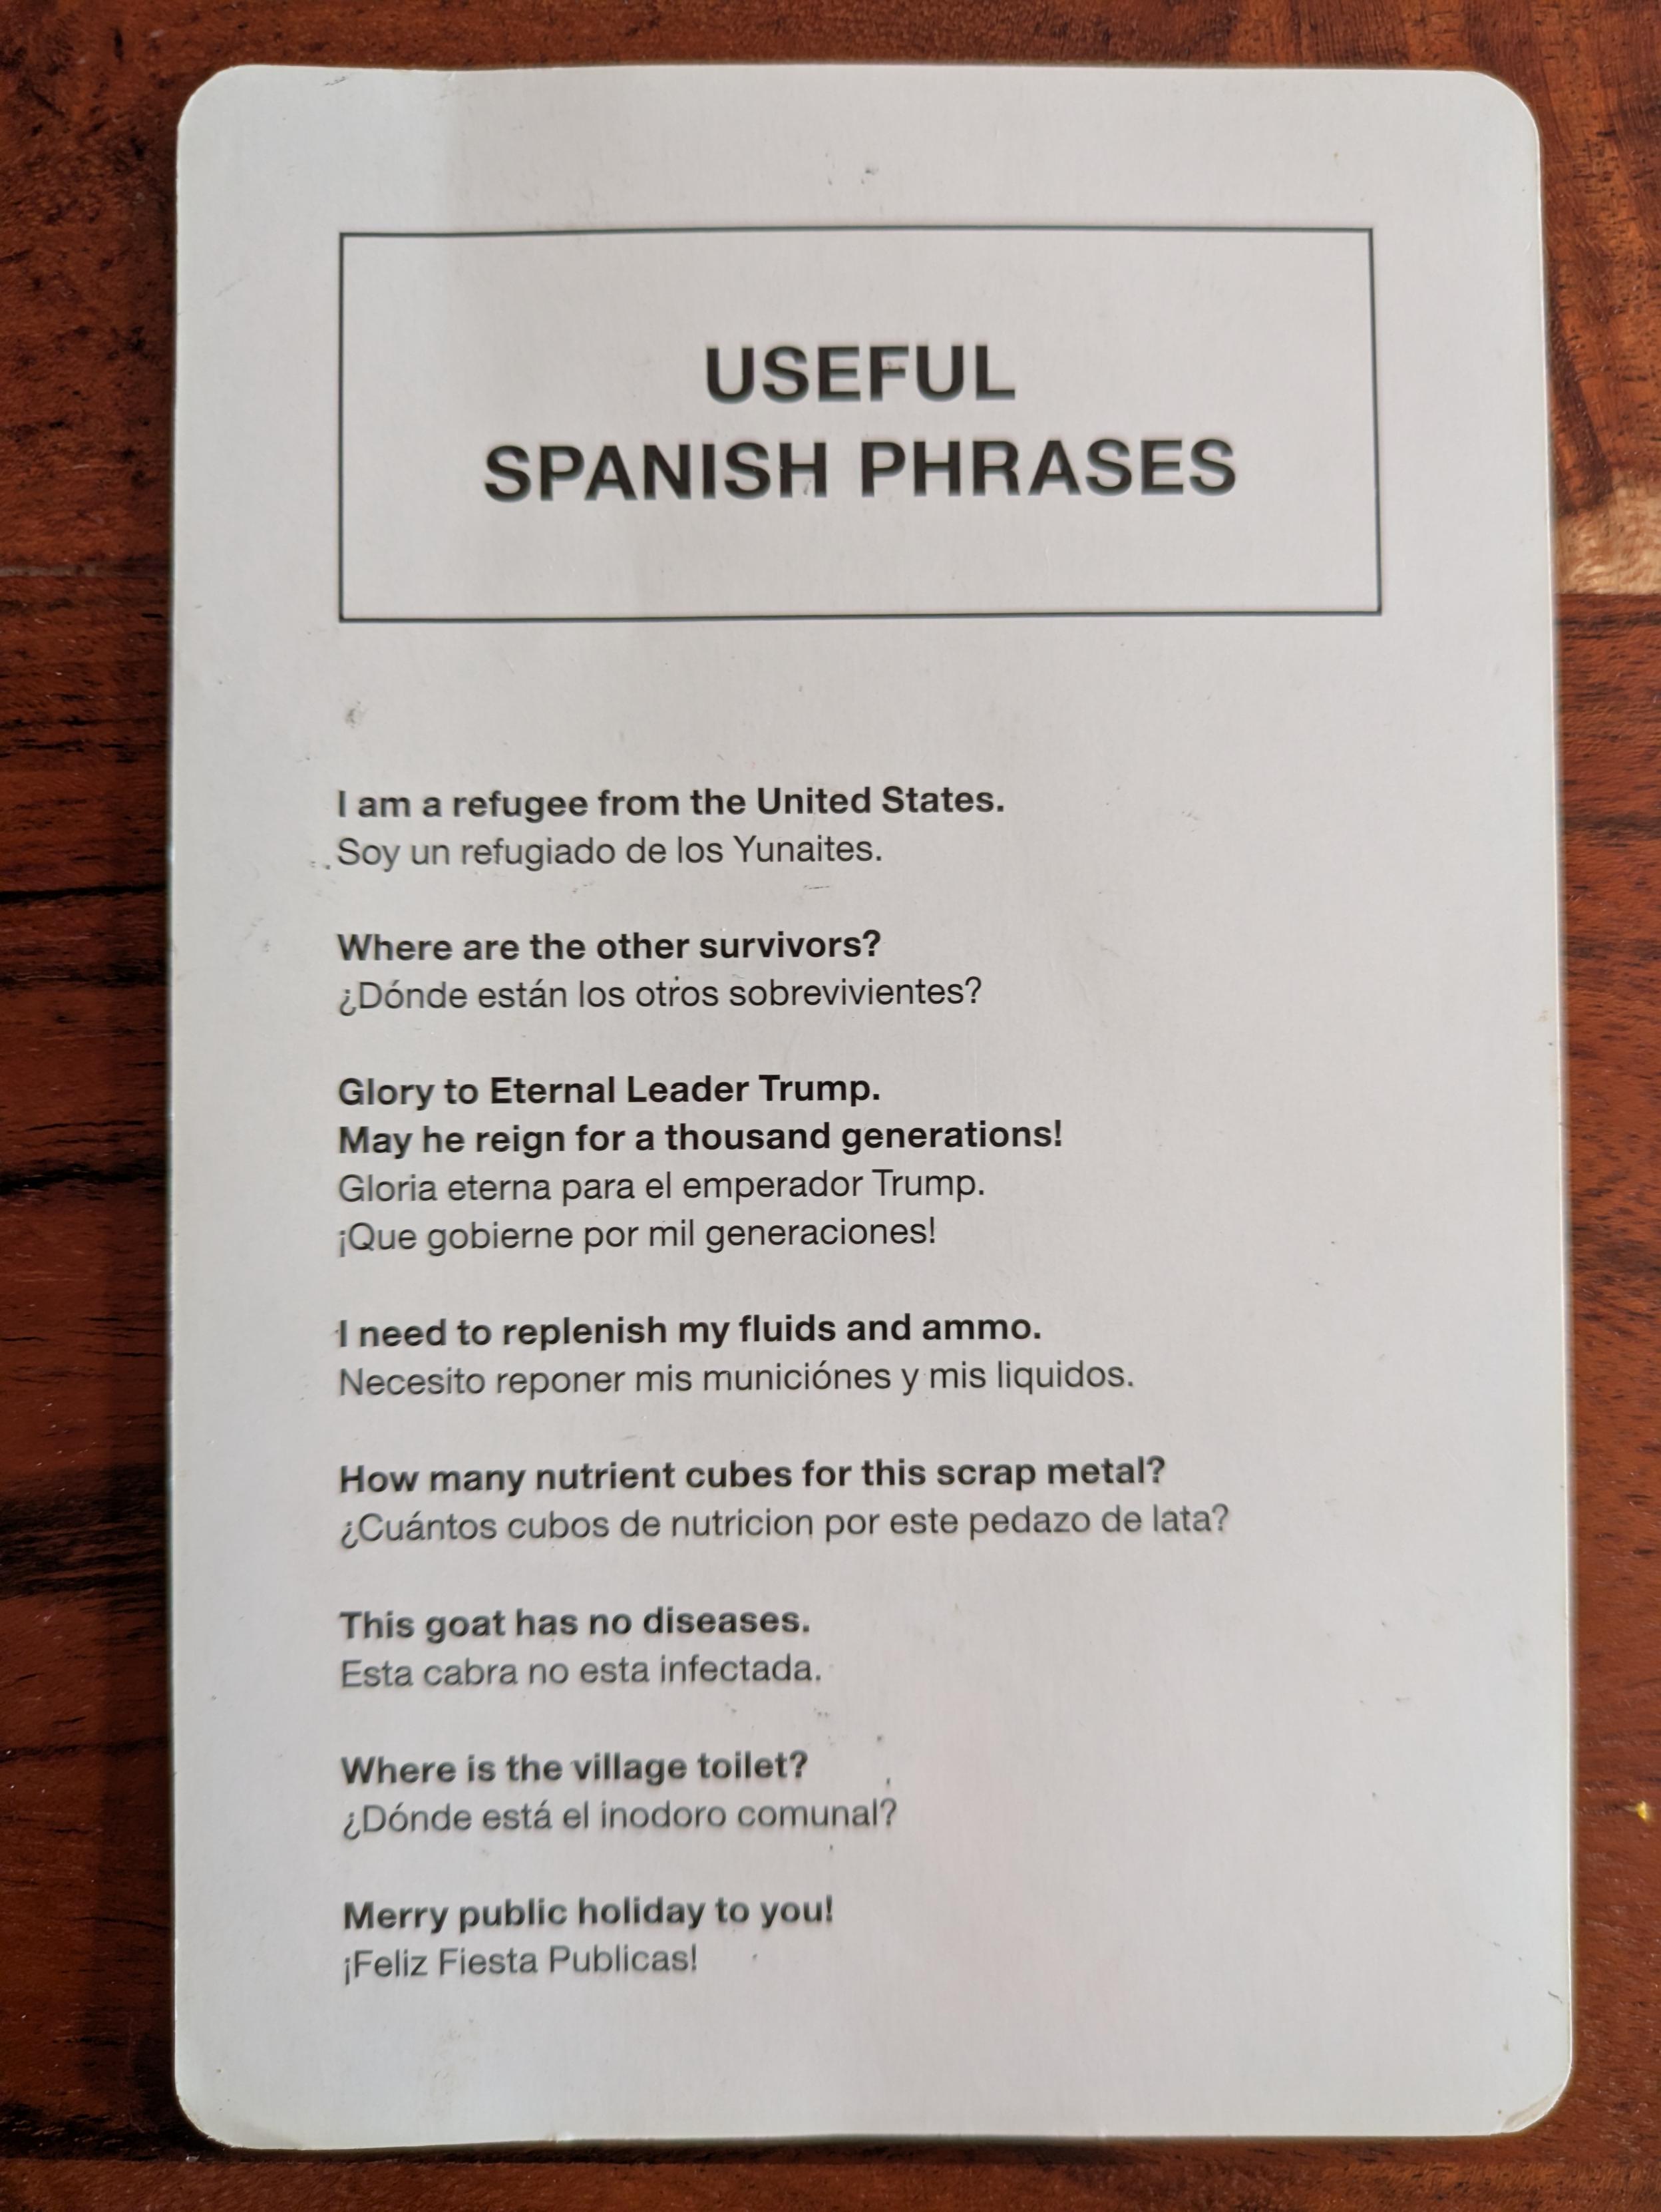 USEFUL
SPANISH PHRASES
I am a refugee from the United States.
Soy un refugiado de los Yunaites.
Where are the other survivors?
¿Dónde están los otros sobrevivientes?
Glory to Eternal Leader Trump.
May he reign for a thousand generations!
Gloria eterna para el emperador Trump.
¡Que gobierne por mil generaciones!
I need to replenish my fluids and ammo.
Necesito reponer mis municiónes y mis liquidos.
How many nutrient cubes for this scrap metal?
¿Cuántos cubos de nutricion por este pedazo de lata?
This goat has no diseases.
Esta cabra no esta infectada.
Where is the village toilet?
¿Dónde está el inodoro comunal?
Merry public holiday to you!
¡Feliz Fiesta Publicas!